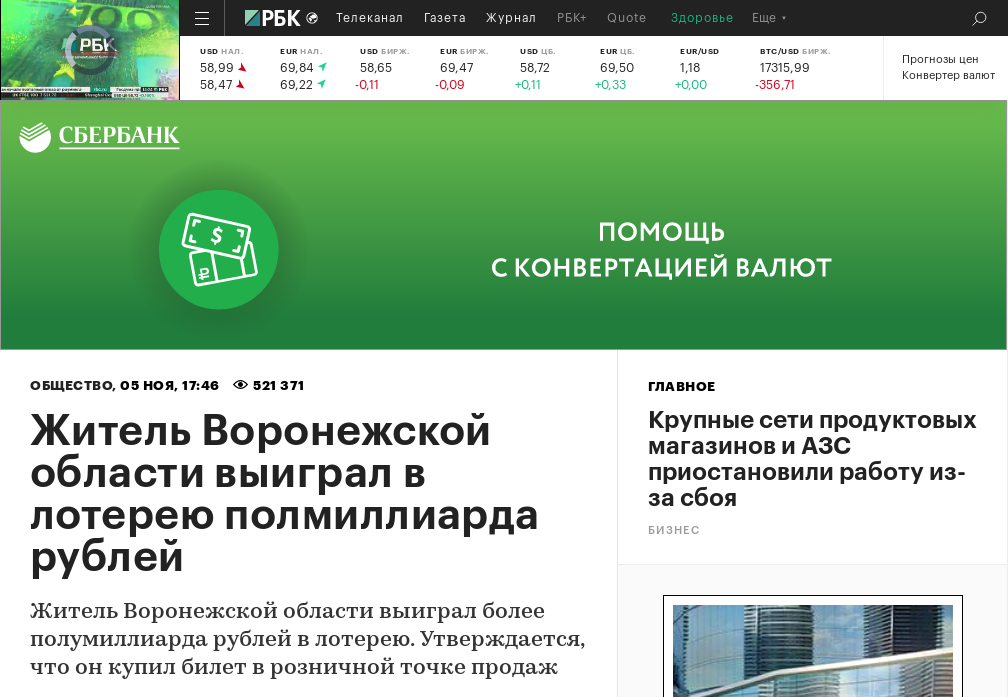 РБК
РБК Телеканал Газета Журнал РБК+ Quote Здоровье Еще
USD НАЛ. EUR НАЛ. USD БИРЖ. EUR БИРЖ. USD ЦБ. EUR ЦБ. EUR/USD BTC/USD БИРЖ.
58,99 69,84 58,65 69,47 58,72 69,50 1,18 17315,99
58,47 69,22 -0,11 -0,09 +0,11 +0,33 +0,00 -356,71
Прогнозы цен
Конвертер валют
СБЕРБАНК
ПОМОЩЬ
С КОНВЕРТАЦИЕЙ ВАЛЮТ
ОБЩЕСТВО, 05 НОЯ, 17:46 521 371
Житель Воронежской
области выиграл в
лотерею полмиллиарда
рублей
Житель Воронежской области выиграл более
полумиллиарда рублей в лотерею. Утверждается,
что он купил билет в розничной точке продаж
ГЛАВНОЕ
Крупные сети продуктовых
магазинов и АЗС
приостановили работу из-
за сбоя
БИЗНЕС